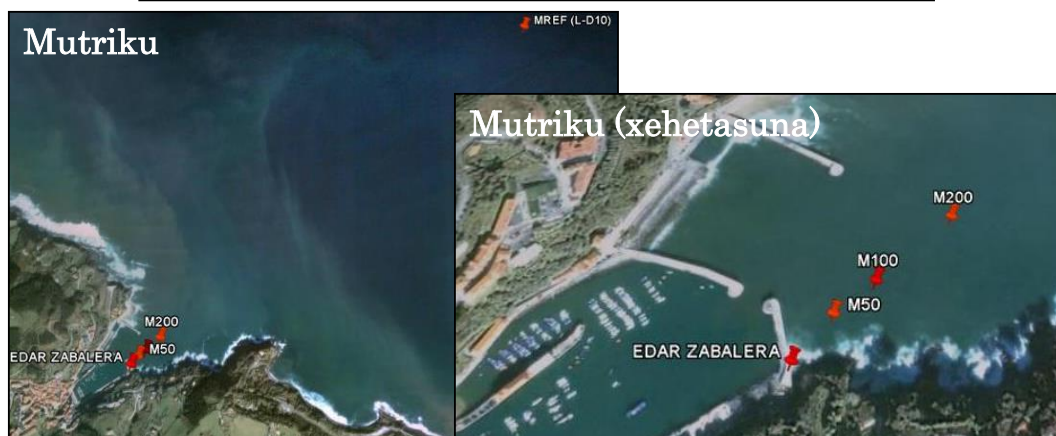 Mutriku
MREF (L-D10)
M200
M50
EDAR ZABALERA
Mutriku (xehetasuna)
M200
M100
M50
EDAR ZABALERA